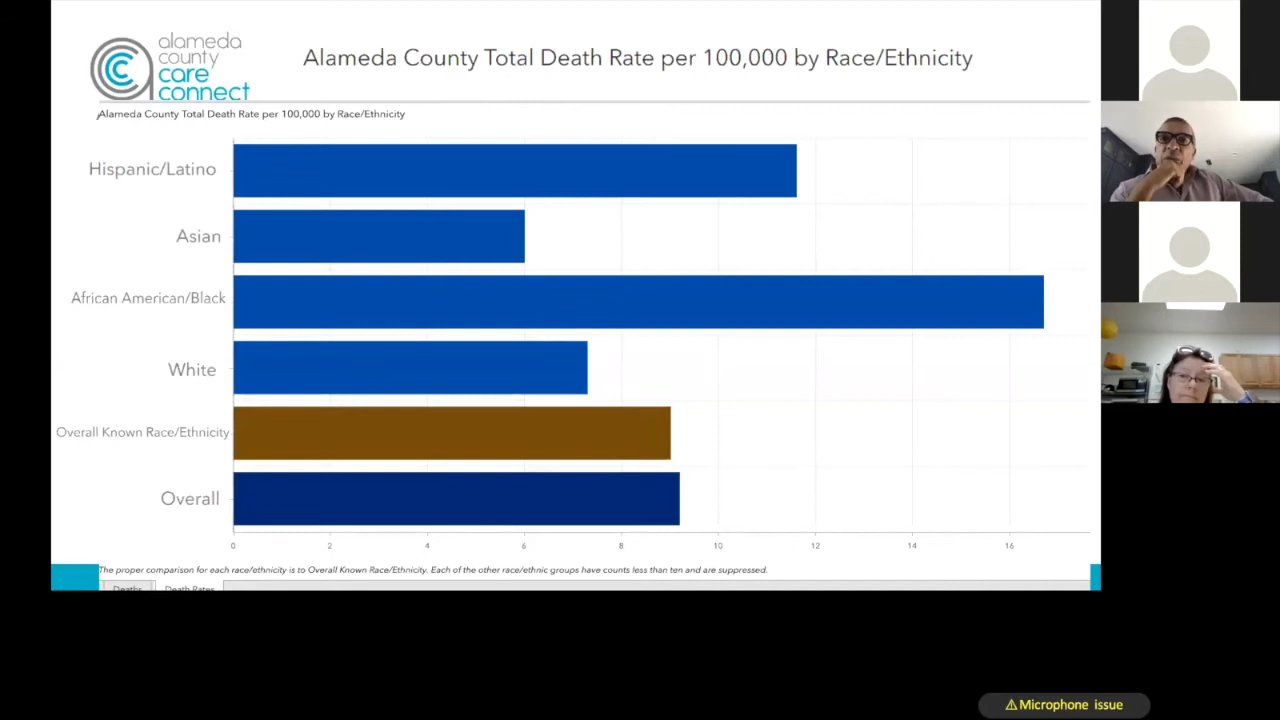 alameda
county
care
connect
Alameda County Total Death Rate per 100,000 by Race/Ethnicity
Alameda County Total Death Rate per 100,000 by Race/Ethnicity
Hispanic/Latino
Asian
African American/Black
White
Overall Known Race/Ethnicity
Overall
0 2 4 6 8 10 12 14 16
The proper comparison for each race/ethnicity is to Overall Known Race/Ethnicity. Each of the other race/ethnic groups have counts less than ten and are suppressed.
Deaths Death Rates
Microphone issue